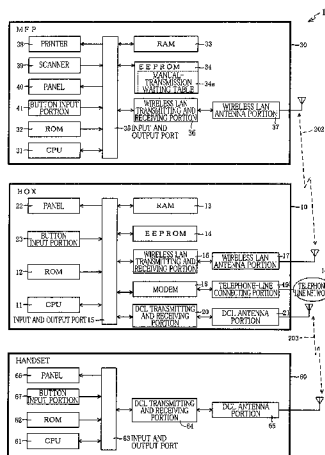 1
MFP
38 PRINTER
RAM 33
30
39 SCANNER
EEPROM 34
MANUAL-TRANSMISSION WAITING TABLE 34a
40 PANEL
41 BUTTON INPUT PORTION
WIRELESS LAN TRANSMITTING AND RECEIVING PORTION 36
WIRELESS LAN ANTENNA PORTION 37
32 ROM
35 INPUT AND OUTPUT PORT
31 CPU
202
HOX
22 PANEL
RAM 13
10
23 BUTTON INPUT PORTION
EEPROM 14
WIRELESS LAN TRANSMITTING AND RECEIVING PORTION 16
WIRELESS LAN ANTENNA PORTION 17
12 ROM
MODEM 18
TELEPHONE-LINE CONNECTING PORTION 19
TELEPHONE LINE NETWORK
11 CPU
INPUT AND OUTPUT PORT 15
DCL TRANSMITTING AND RECEIVING PORTION 20
DCL ANTENNA PORTION 21
203
HANDSET
66 PANEL
60
67 BUTTON INPUT PORTION
62 ROM
DCL TRANSMITTING AND RECEIVING PORTION 64
DCL ANTENNA PORTION 65
61 CPU
63 INPUT AND OUTPUT PORT